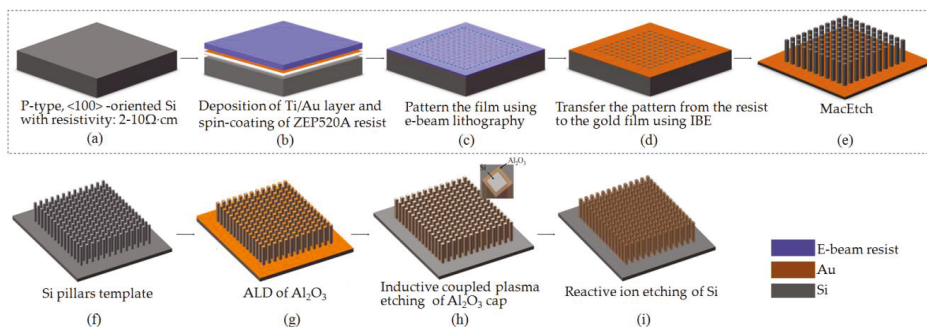 P-type, <100> -oriented Si
with resistivity: 2-10Ω·cm
(a)
Deposition of Ti/Au layer and
spin-coating of ZEP520A resist
(b)
Pattern the film using
e-beam lithography
(c)
Transfer the pattern from the resist
to the gold film using IBE
(d)
MacEtch
(e)
Si pillars template
(f)
ALD of Al₂O₃
(g)
Si
Al₂O₃
Inductive coupled plasma
etching of Al₂O₃ cap
(h)
Reactive ion etching of Si
(i)
E-beam resist
Au
Si